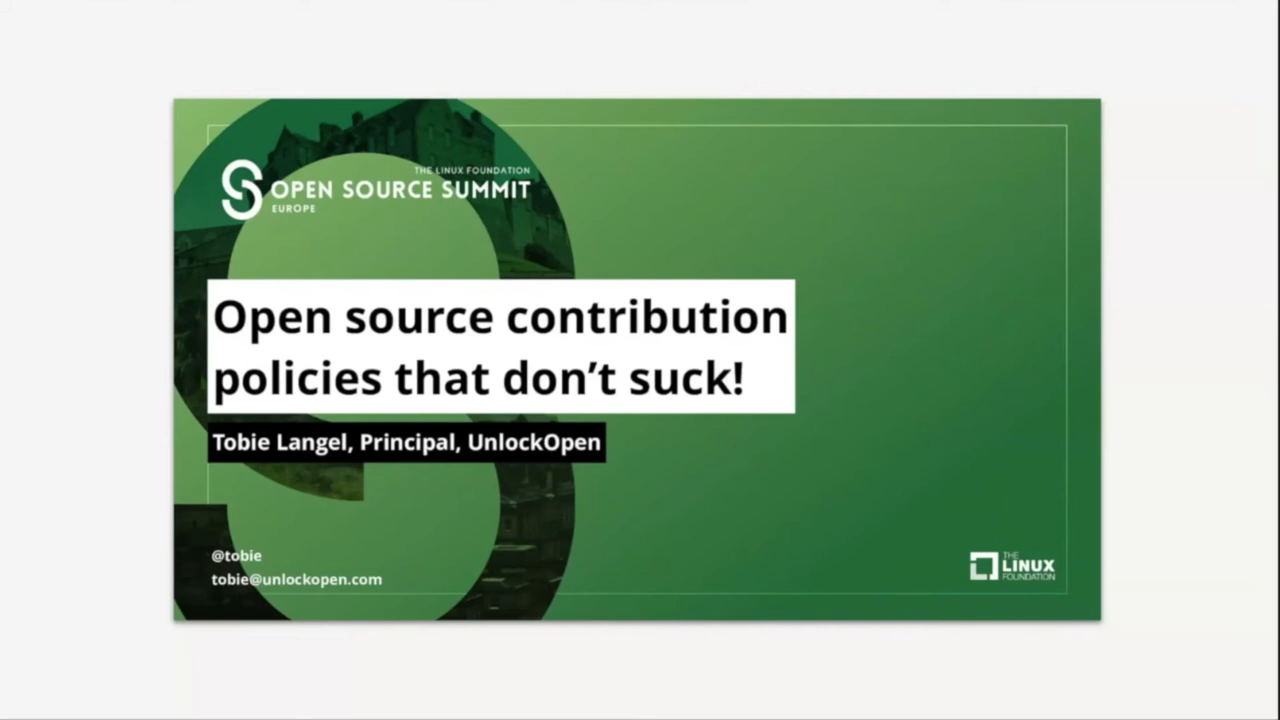 THE LINUX FOUNDATION
OPEN SOURCE SUMMIT
EUROPE
Open source contribution
policies that don’t suck!
Tobie Langel, Principal, UnlockOpen
@tobie
tobie@unlockopen.com
THE
LINUX
FOUNDATION